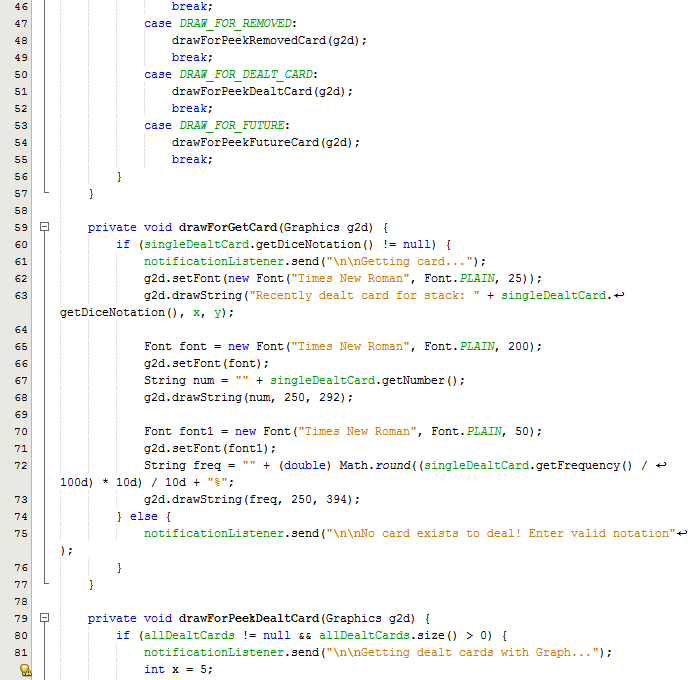 46 break;
47 case DRAW_FOR_REMOVED:
48 drawForPeekRemovedCard(g2d);
49 break;
50 case DRAW_FOR_DEALT_CARD:
51 drawForPeekDealtCard(g2d);
52 break;
53 case DRAW_FOR_FUTURE:
54 drawForPeekFutureCard(g2d);
55 break;
56 }
57 }
58
59 private void drawForGetCard(Graphics g2d) {
60 if (singleDealtCard.getDiceNotation() != null) {
61 notificationListener.send("\n\nGetting card...");
62 g2d.setFont(new Font("Times New Roman", Font.PLAIN, 25));
63 g2d.drawString("Recently dealt card for stack: " + singleDealtCard.↵
getDiceNotation(), x, y);
64
65 Font font = new Font("Times New Roman", Font.PLAIN, 200);
66 g2d.setFont(font);
67 String num = "" + singleDealtCard.getNumber();
68 g2d.drawString(num, 250, 292);
69
70 Font font1 = new Font("Times New Roman", Font.PLAIN, 50);
71 g2d.setFont(font1);
72 String freq = "" + (double) Math.round((singleDealtCard.getFrequency() / ↵
100d) * 10d) / 10d + "%";
73 g2d.drawString(freq, 250, 394);
74 } else {
75 notificationListener.send("\n\nNo card exists to deal! Enter valid notation"↵
);
76 }
77 }
78
79 private void drawForPeekDealtCard(Graphics g2d) {
80 if (allDealtCards != null && allDealtCards.size() > 0) {
81 notificationListener.send("\n\nGetting dealt cards with Graph...");
int x = 5;